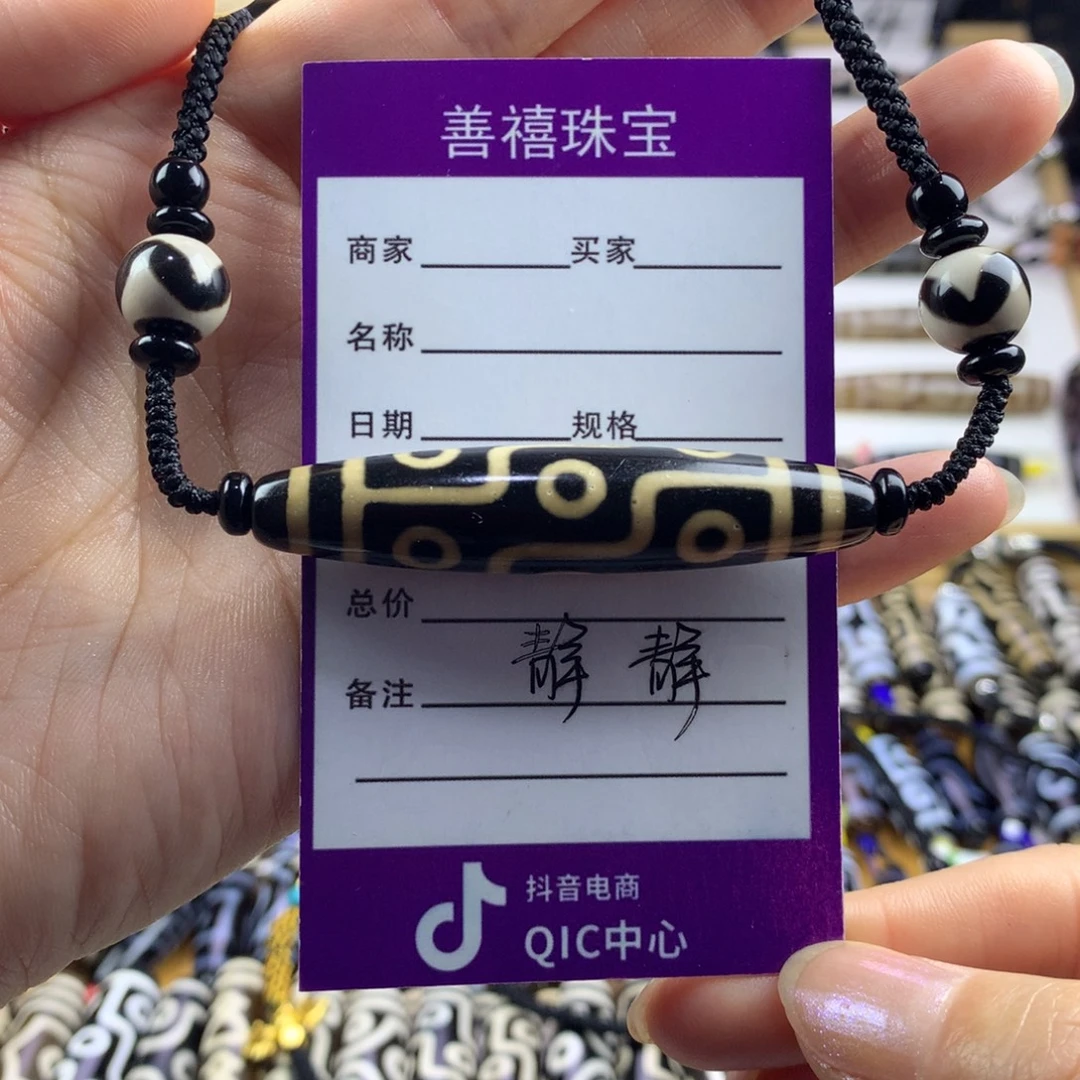 善禧珠宝
商家 买家
名称
日期 规格
总价
静 静
备注
抖音电商
QIC中心